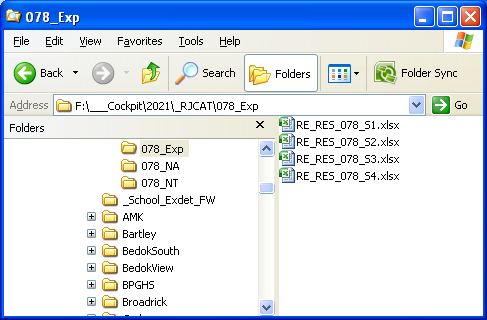 078_Exp
File Edit View Favorites Tools Help
Back Search Folders Folder Sync
Address F:\___Cockpit\2021\_RJCAT\078_Exp Go
Folders
078_Exp
078_NA
078_NT
_School_Exdet_FW
AMK
Bartley
BedokSouth
BedokView
BPGHS
Broadrick
RE_RES_078_S1.xlsx
RE_RES_078_S2.xlsx
RE_RES_078_S3.xlsx
RE_RES_078_S4.xlsx